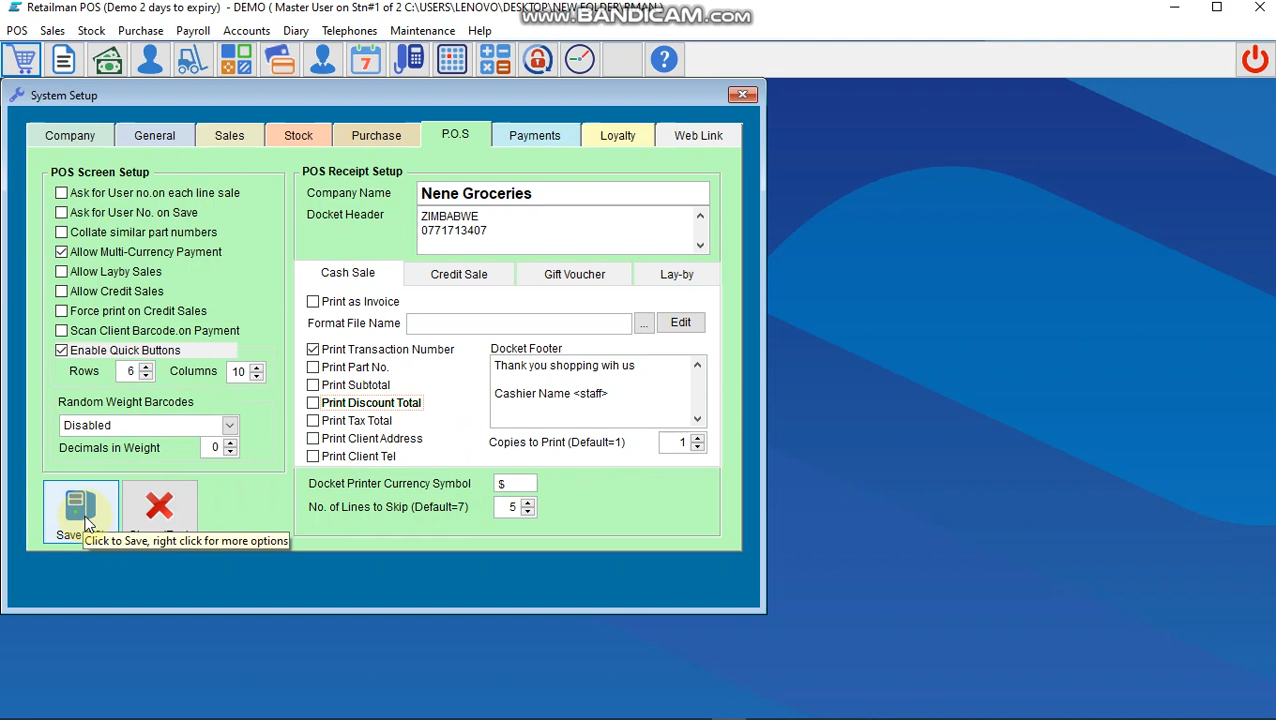 Retailman POS (Demo 2 days to expiry) - DEMO ( Master User on Stn#1 of 2 C:\USERS\LENOVO\DESKTOP\NEW FOLDER\RMAN )
www.BANDICAM.com
POS Sales Stock Purchase Payroll Accounts Diary Telephones Maintenance Help
7
System Setup
Company General Sales Stock Purchase P.O.S Payments Loyalty Web Link
POS Screen Setup
Ask for User no.on each line sale
Ask for User No. on Save
Collate similar part numbers
Allow Multi-Currency Payment
Allow Layby Sales
Allow Credit Sales
Force print on Credit Sales
Scan Client Barcode.on Payment
Enable Quick Buttons
Rows 6 Columns 10
Random Weight Barcodes
Disabled
Decimals in Weight 0
POS Receipt Setup
Company Name Nene Groceries
Docket Header ZIMBABWE
0771713407
Cash Sale Credit Sale Gift Voucher Lay-by
Print as Invoice
Format File Name ... Edit
Print Transaction Number
Print Part No.
Print Subtotal
Print Discount Total
Print Tax Total
Print Client Address
Print Client Tel
Docket Footer
Thank you shopping wih us
Cashier Name <staff>
Copies to Print (Default=1) 1
Docket Printer Currency Symbol $
No. of Lines to Skip (Default=7) 5
Save
Click to Save, right click for more options